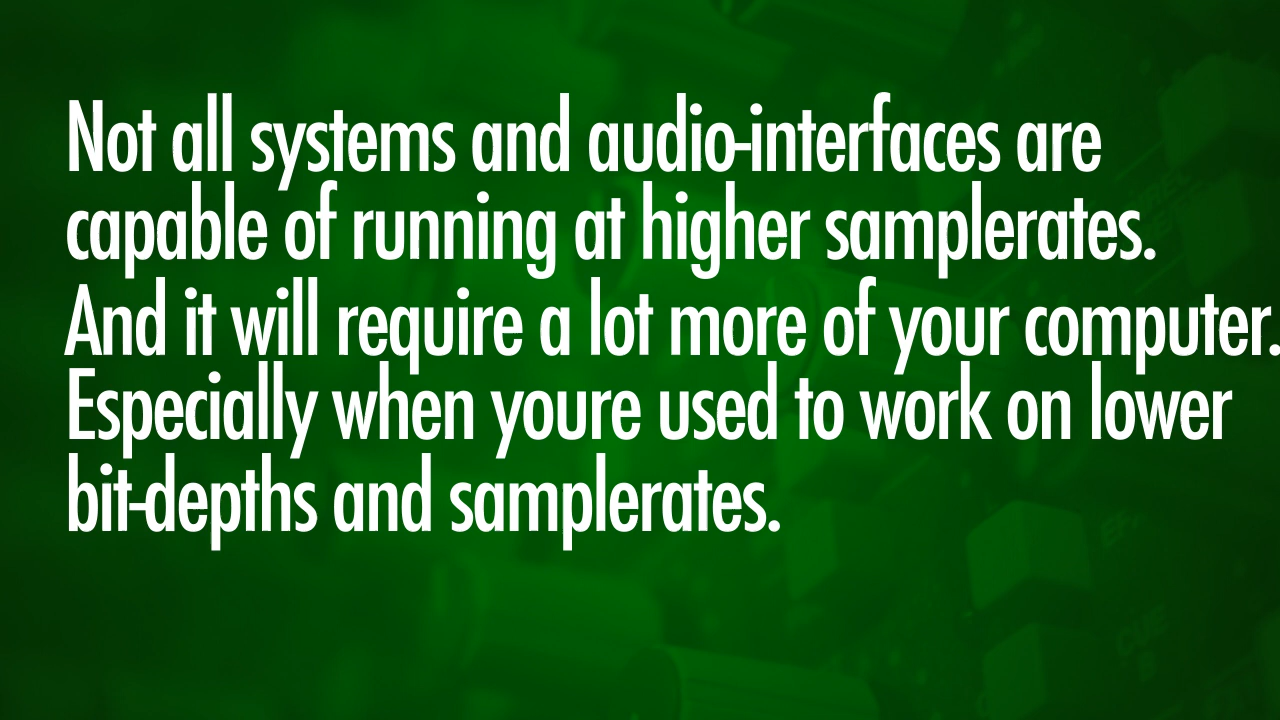 Not all systems and audio-interfaces are
capable of running at higher samplerates.
And it will require a lot more of your computer.
Especially when youre used to work on lower
bit-depths and samplerates.
CUE